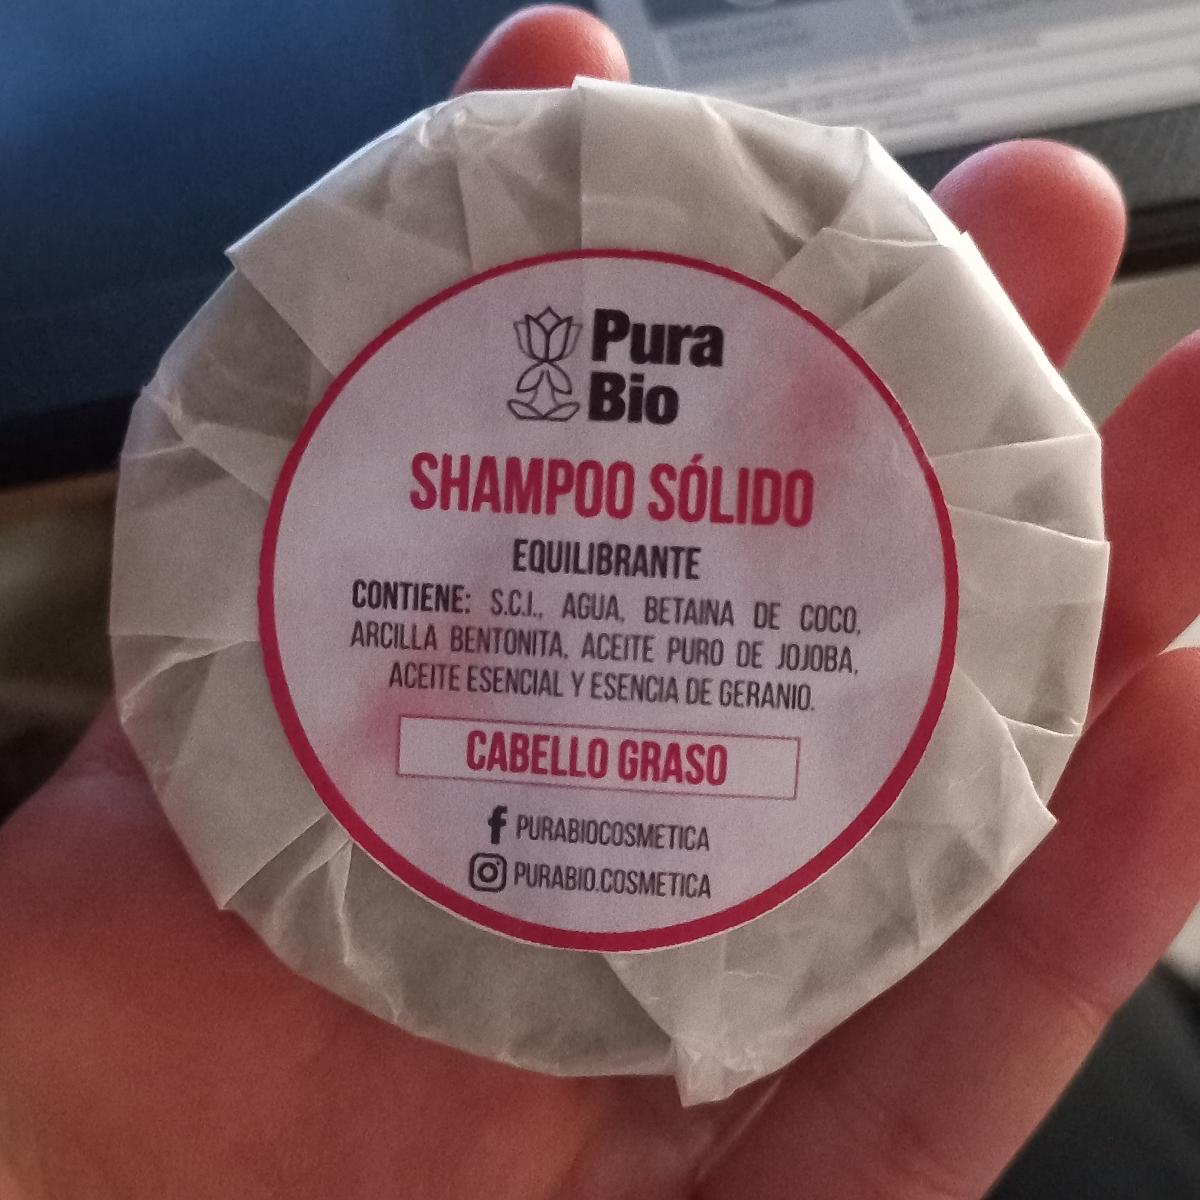 Pura
Bio
SHAMPOO SÓLIDO
EQUILIBRANTE
CONTIENE: S.C.I., AGUA, BETAINA DE COCO,
ARCILLA BENTONITA, ACEITE PURO DE JOJOBA,
ACEITE ESENCIAL Y ESENCIA DE GERANIO.
CABELLO GRASO
PURABIOCOSMETICA
PURABIO.COSMETICA